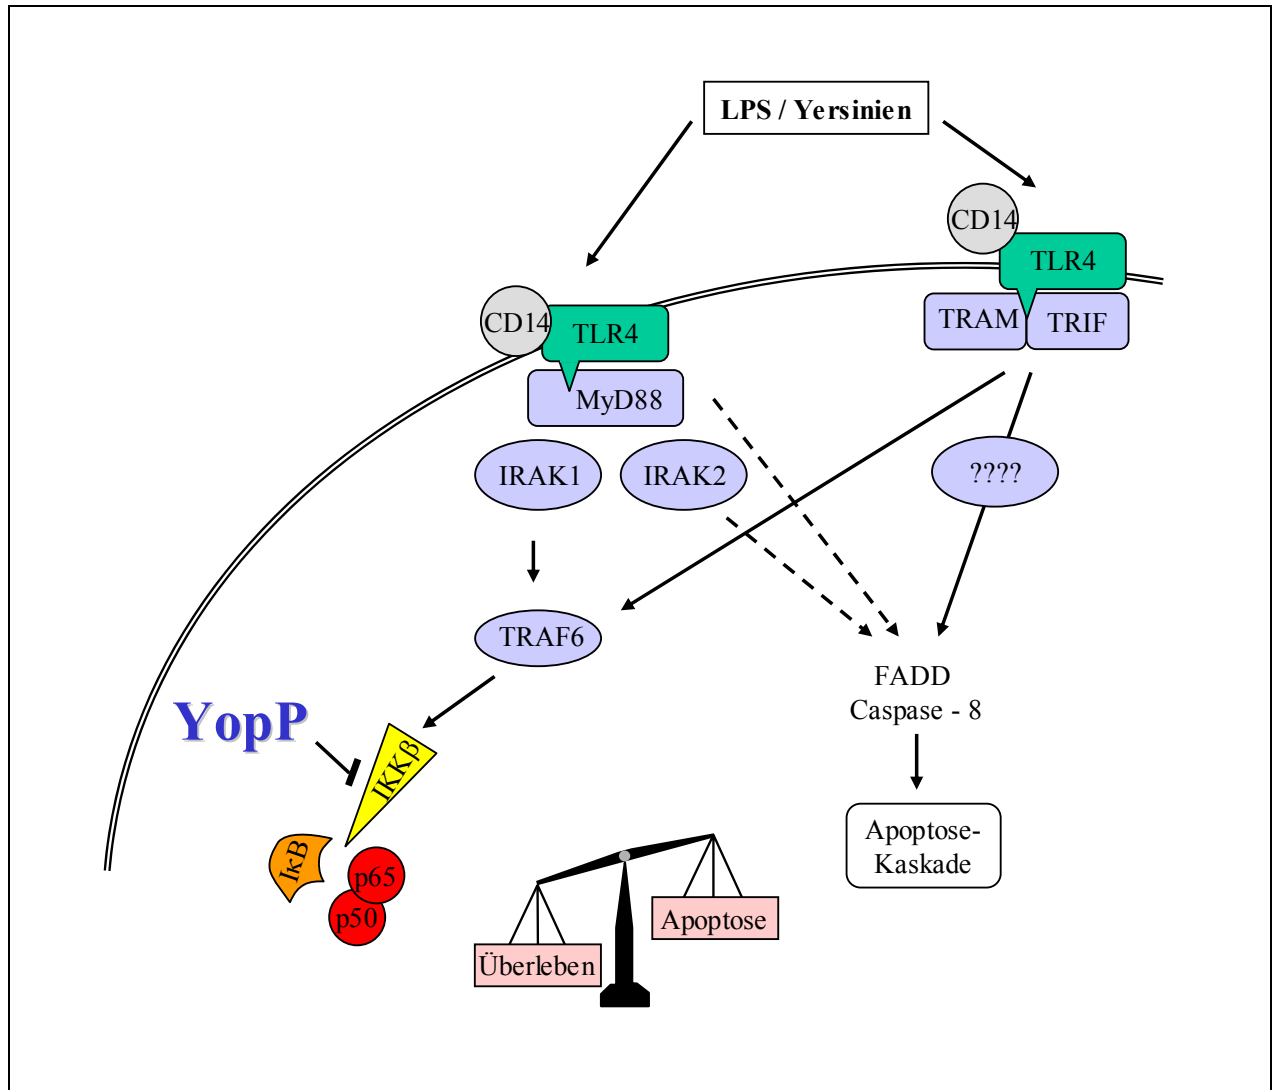 LPS / Yersinien
CD14
TLR4
TRAM
TRIF
CD14
TLR4
MyD88
IRAK1
IRAK2
????
TRAF6
FADD
Caspase - 8
YopP
IKKβ
Apoptose-
Kaskade
IκB
p65
p50
Apoptose
Überleben